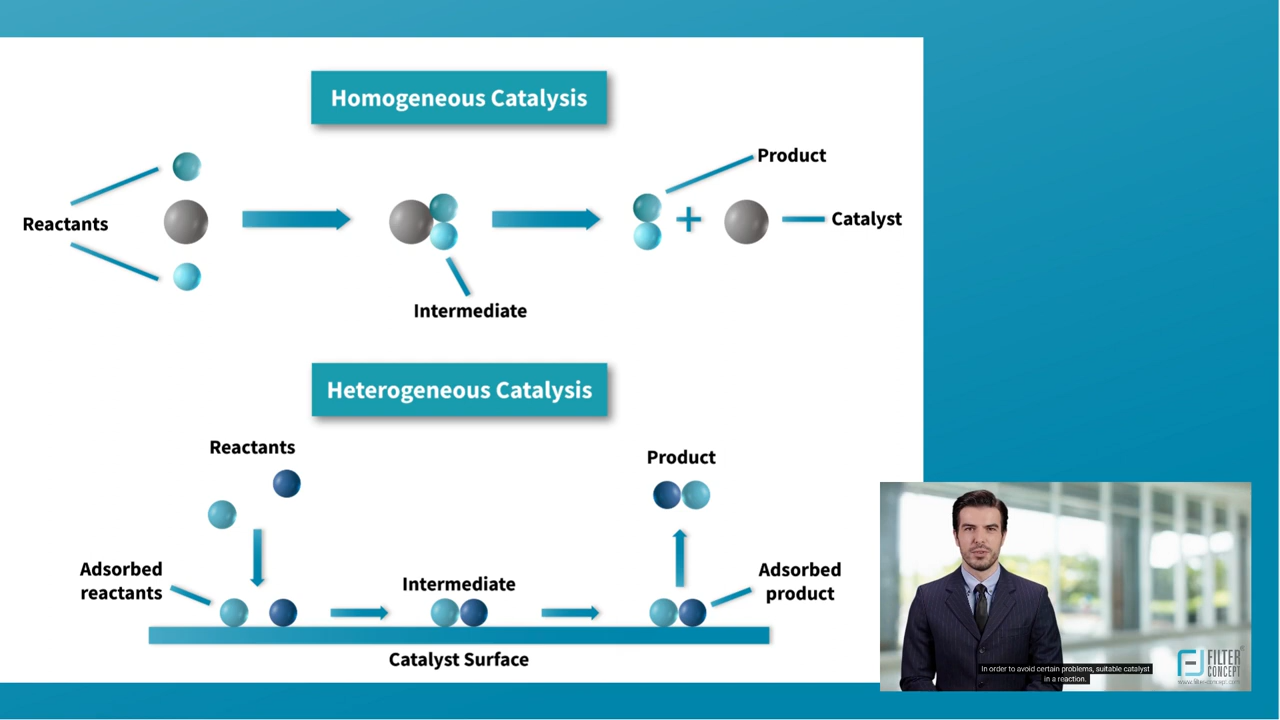 Homogeneous Catalysis
Product
Reactants
Catalyst
Intermediate
Heterogeneous Catalysis
Reactants
Product
Adsorbed
reactants
Intermediate
Adsorbed
product
Catalyst Surface
In order to avoid certain problems, suitable catalyst
in a reaction.
FILTER
CONCEPT